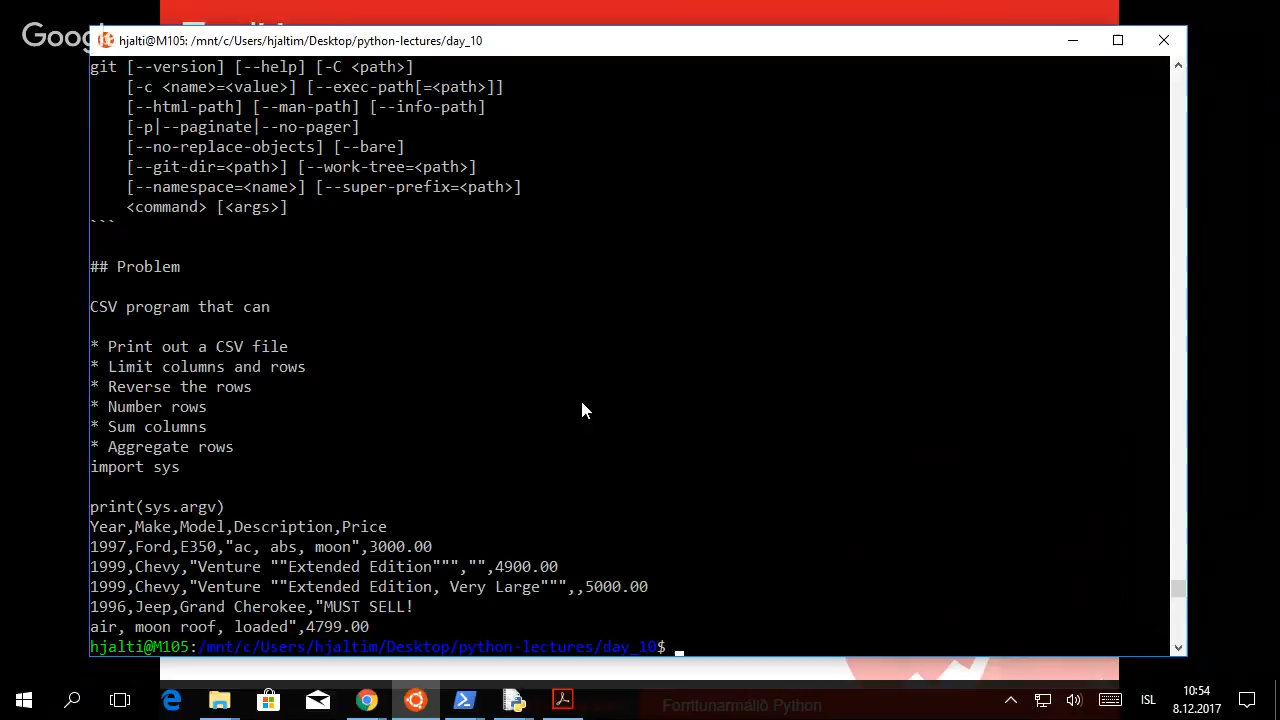 Goog
hjalti@M105: /mnt/c/Users/hjaltim/Desktop/python-lectures/day_10
git [--version] [--help] [-C <path>]
[-c <name>=<value>] [--exec-path[=<path>]]
[--html-path] [--man-path] [--info-path]
[-p|--paginate|--no-pager]
[--no-replace-objects] [--bare]
[--git-dir=<path>] [--work-tree=<path>]
[--namespace=<name>] [--super-prefix=<path>]
<command> [<args>]
```
## Problem
CSV program that can
* Print out a CSV file
* Limit columns and rows
* Reverse the rows
* Number rows
* Sum columns
* Aggregate rows
import sys
print(sys.argv)
Year,Make,Model,Description,Price
1997,Ford,E350,"ac, abs, moon",3000.00
1999,Chevy,"Venture ""Extended Edition""","",4900.00
1999,Chevy,"Venture ""Extended Edition, Very Large""",,5000.00
1996,Jeep,Grand Cherokee,"MUST SELL!
air, moon roof, loaded",4799.00
hjalti@M105:/mnt/c/Users/hjaltim/Desktop/python-lectures/day_10$
Forritunarmálið Python
ISL
10:54
8.12.2017